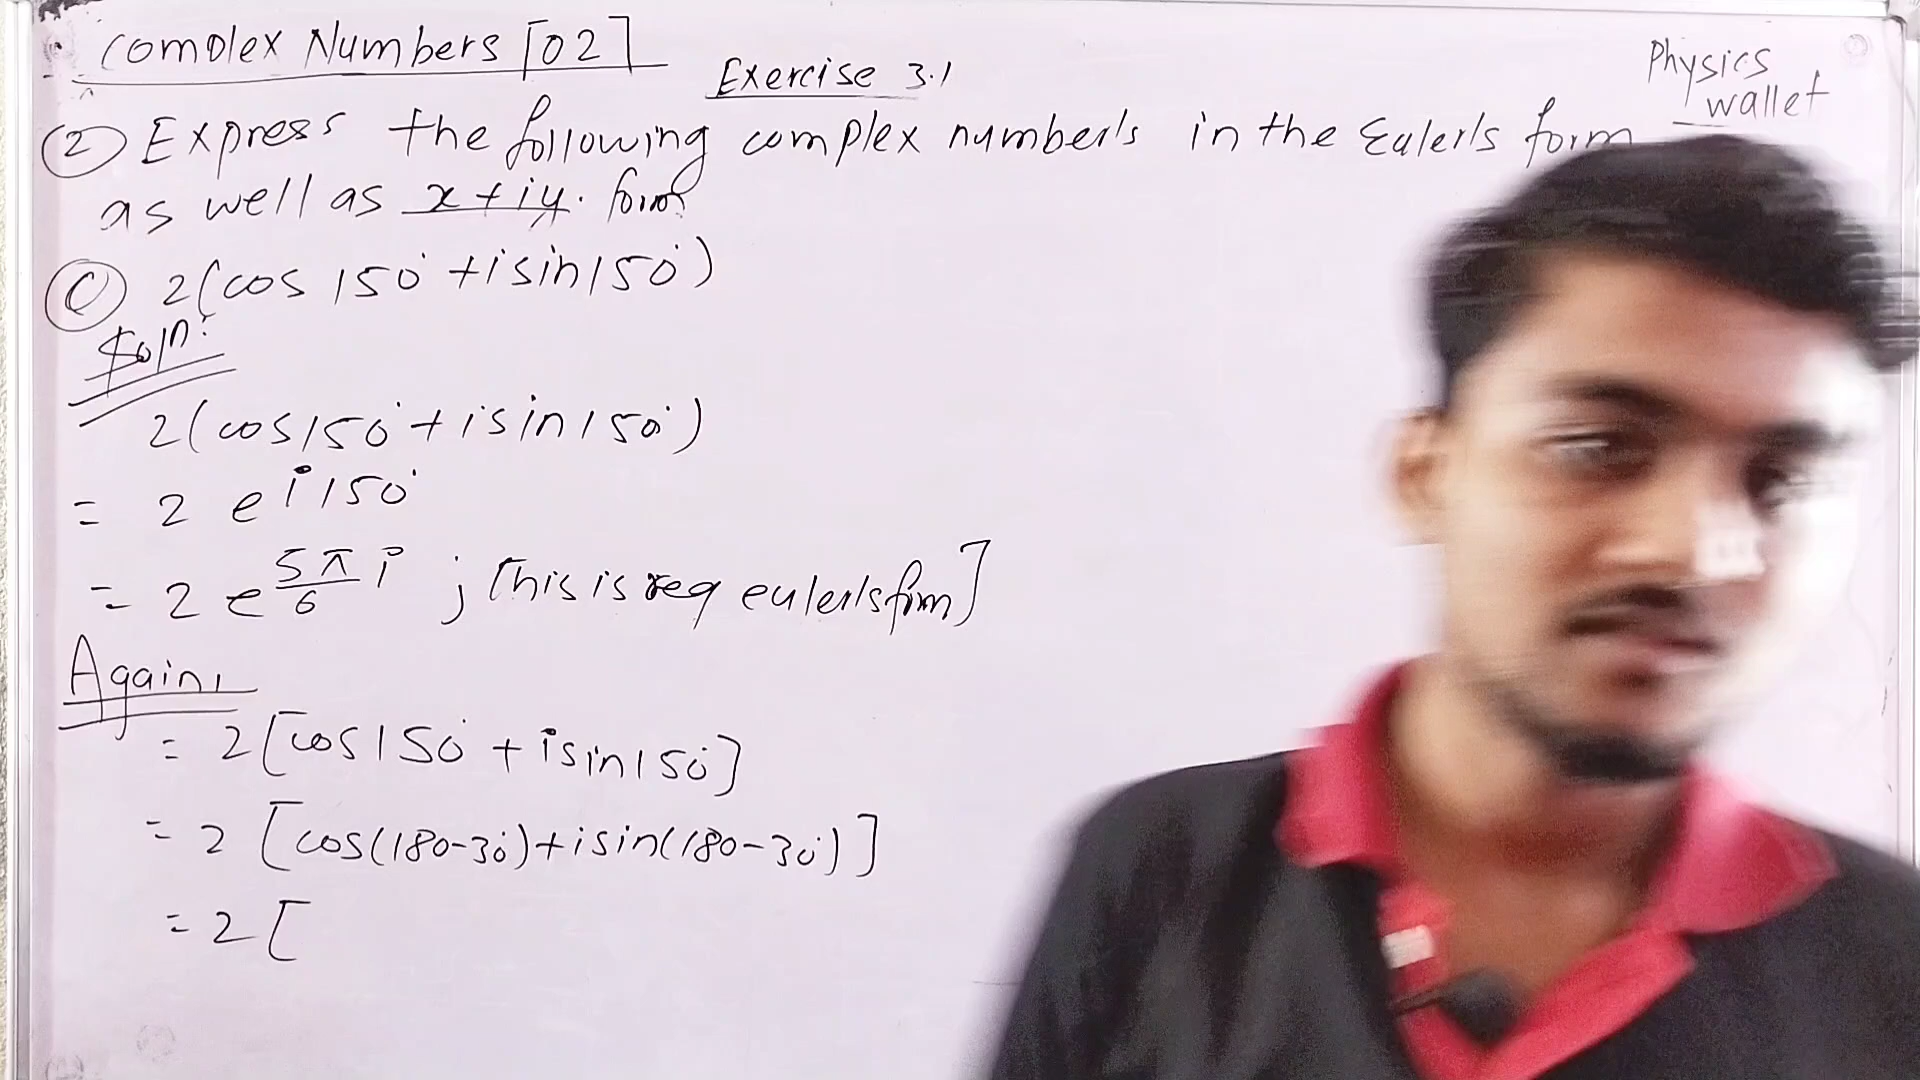 Complex Numbers [02]
Exercise 3.1
Physics
wallet
② Express the following complex number's in the Euler's form
as well as x+iy. form
Ⓒ 2(cos 150° + i sin 150°)
Soln:
2(cos 150° + i sin 150°)
= 2 e^{i 150°}
= 2 e^{\frac{5π}{6} i} ; [this is req euler's form]
Again,
= 2 [cos 150° + i sin 150°]
= 2 [cos(180-30°) + i sin(180-30°)]
= 2 [